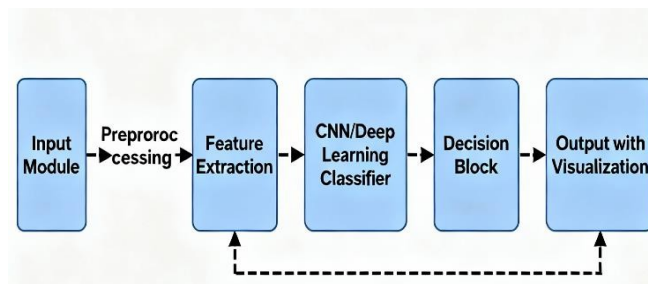 Input
Module
Preproroc
cessing
Feature
Extraction
CNN/Deep
Learning
Classifier
Decision
Block
Output with
Visualization